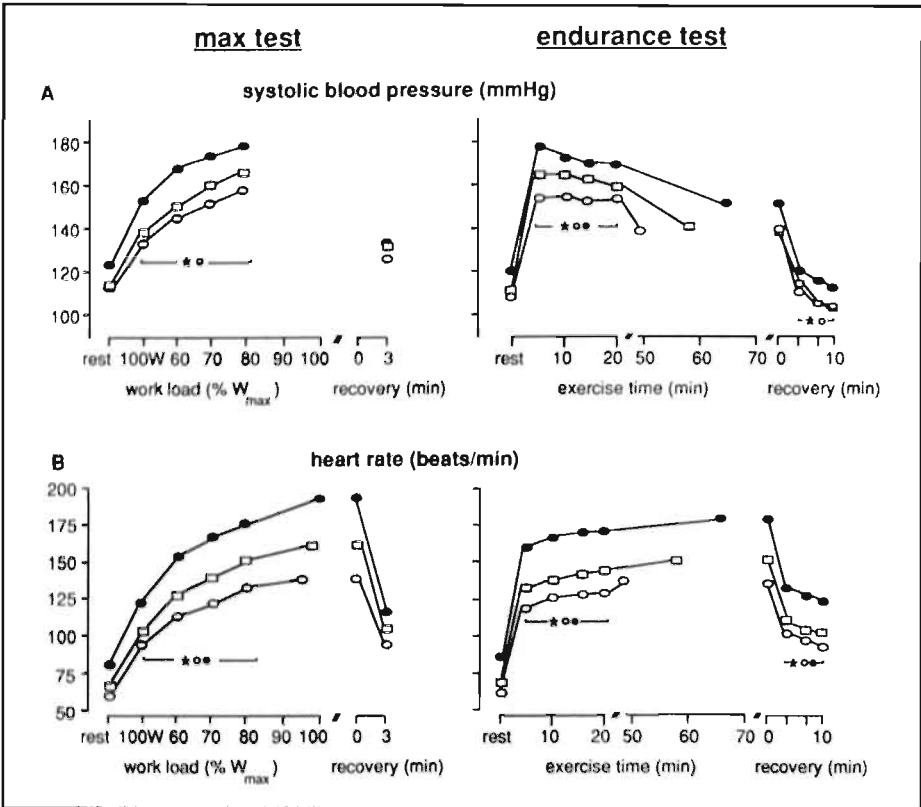 max test
endurance test
A
systolic blood pressure (mmHg)
180
160
140
120
100
rest 100W 60 70 80 90 100
0 3
work load (% Wmax)
recovery (min)
rest 10 20 50 60 70
0 10
exercise time (min)
recovery (min)
B
heart rate (beats/min)
200
175
150
125
100
75
50
rest 100W 60 70 80 90 100
0 3
work load (% Wmax)
recovery (min)
rest 10 20 50 60 70
0 10
exercise time (min)
recovery (min)